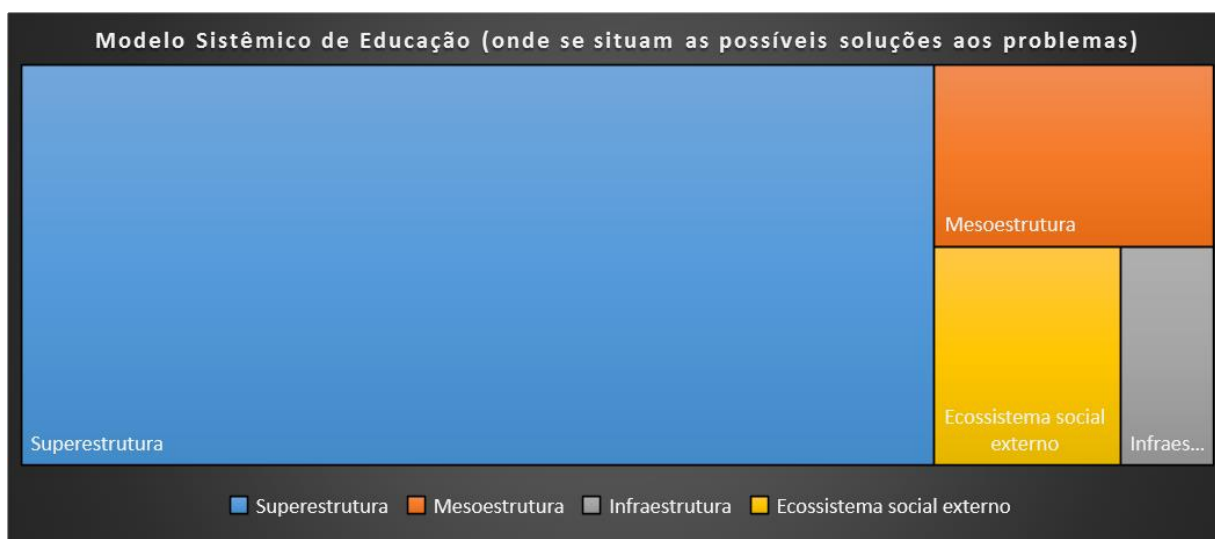 Modelo Sistêmico de Educação (onde se situam as possíveis soluções aos problemas)
Mesoestrutura
Superestrutura
Ecossistema social
externo
Infraes...
Superestrutura Mesoestrutura Infraestrutura Ecossistema social externo